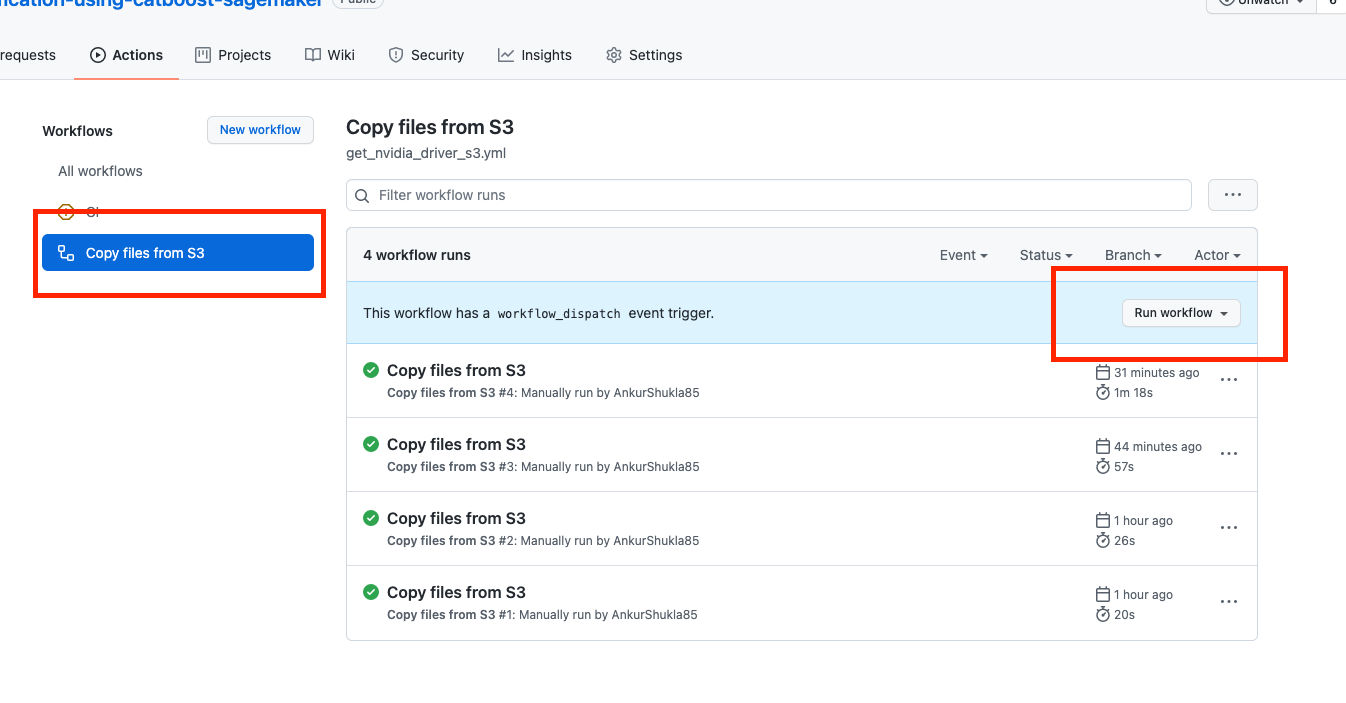 ication-using-catboost-sagemaker Public
Unwatch 6
requests Actions Projects Wiki Security Insights Settings
Workflows New workflow
All workflows
CI
Copy files from S3
Copy files from S3
get_nvidia_driver_s3.yml
Filter workflow runs
4 workflow runs Event Status Branch Actor
This workflow has a workflow_dispatch event trigger. Run workflow
Copy files from S3
31 minutes ago
Copy files from S3 #4: Manually run by AnkurShukla85
1m 18s
Copy files from S3
44 minutes ago
Copy files from S3 #3: Manually run by AnkurShukla85
57s
Copy files from S3
1 hour ago
Copy files from S3 #2: Manually run by AnkurShukla85
26s
Copy files from S3
1 hour ago
Copy files from S3 #1: Manually run by AnkurShukla85
20s